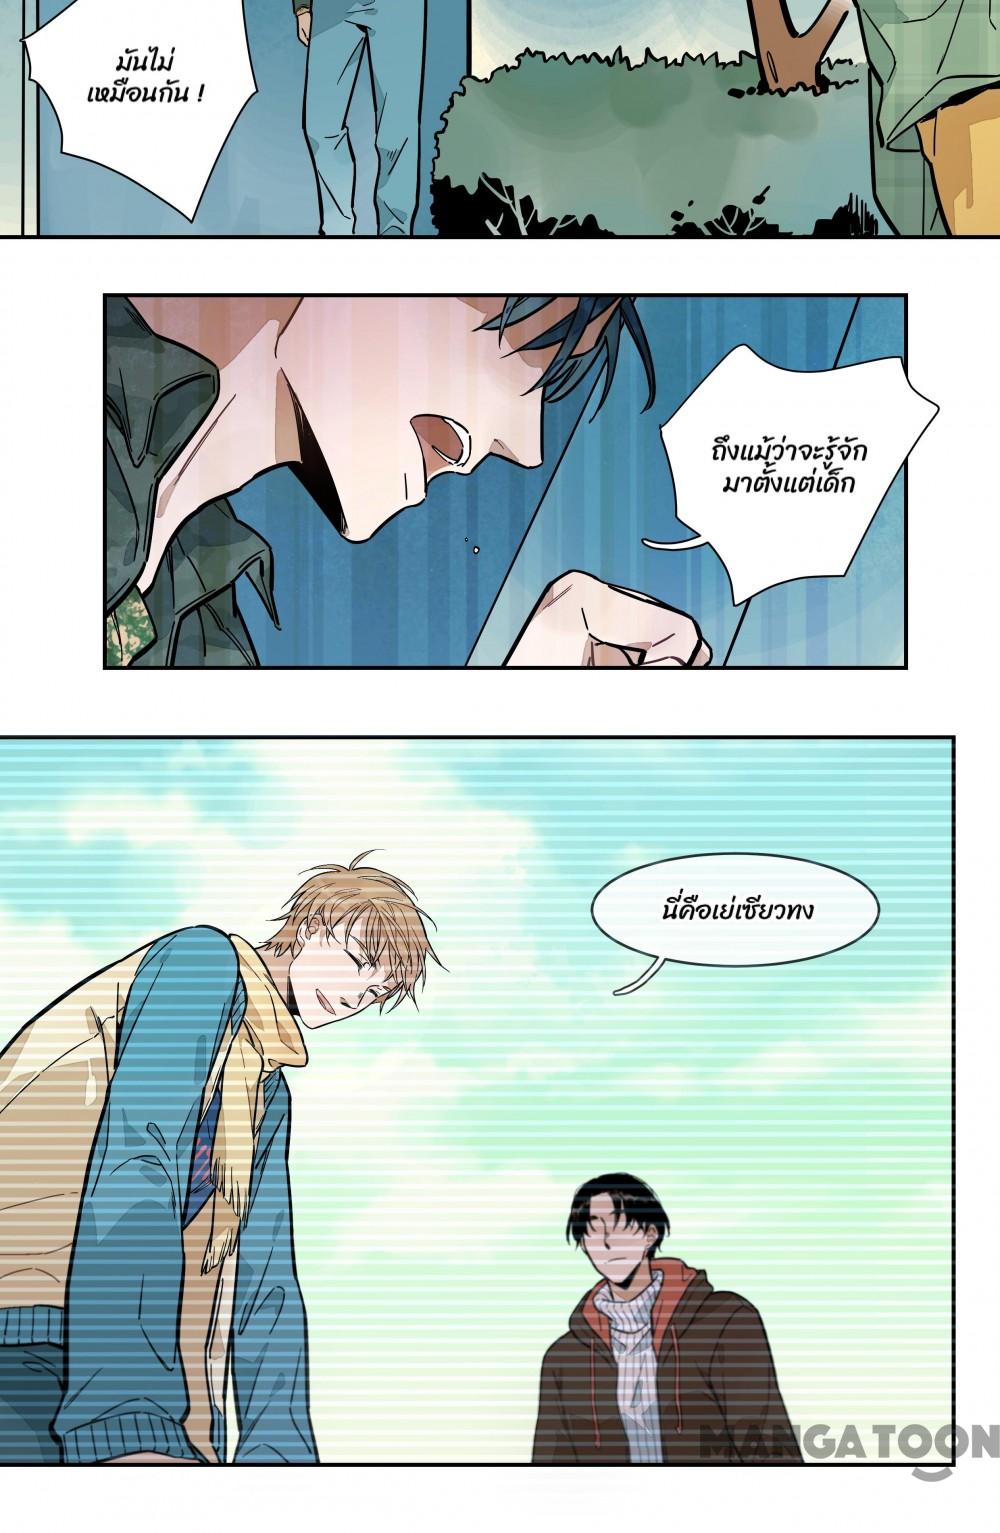 มันไม่
เหมือนกัน !
ถึงแม้ว่าจะรู้จัก
มาตั้งแต่เด็ก
นี่คือเย่เซียวทง
MANGATOON